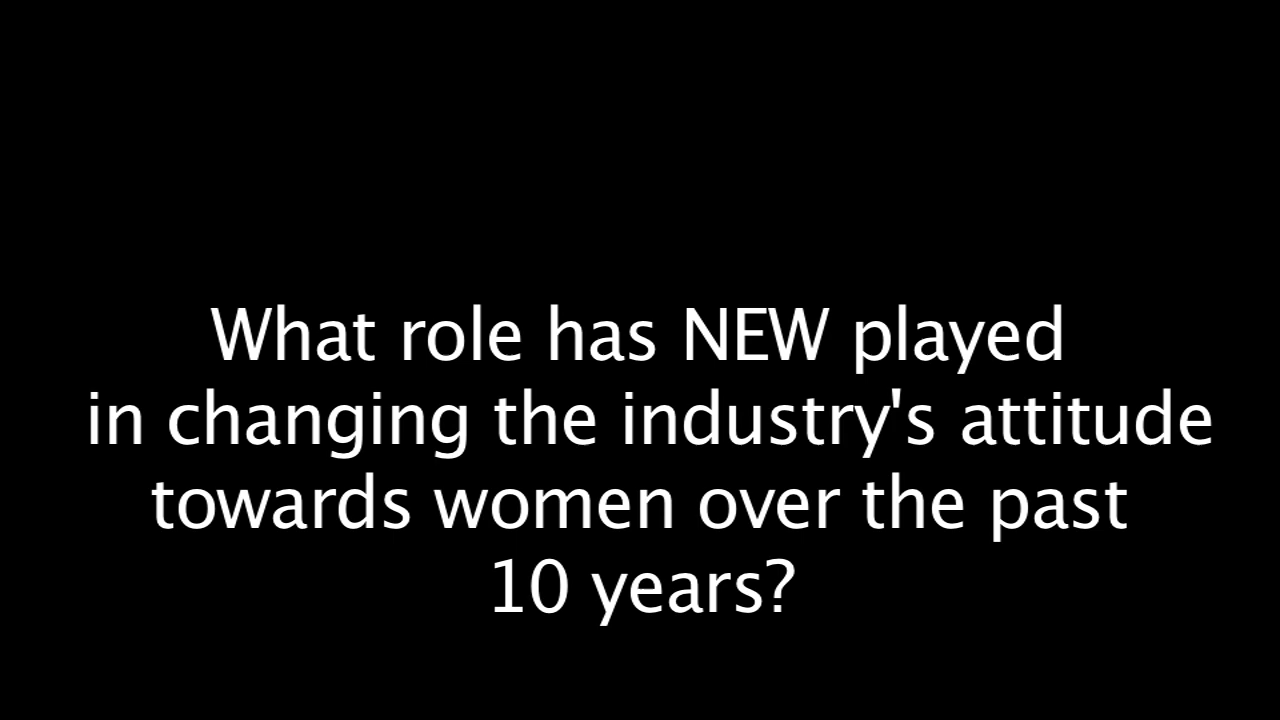 What role has NEW played
in changing the industry's attitude
towards women over the past
10 years?